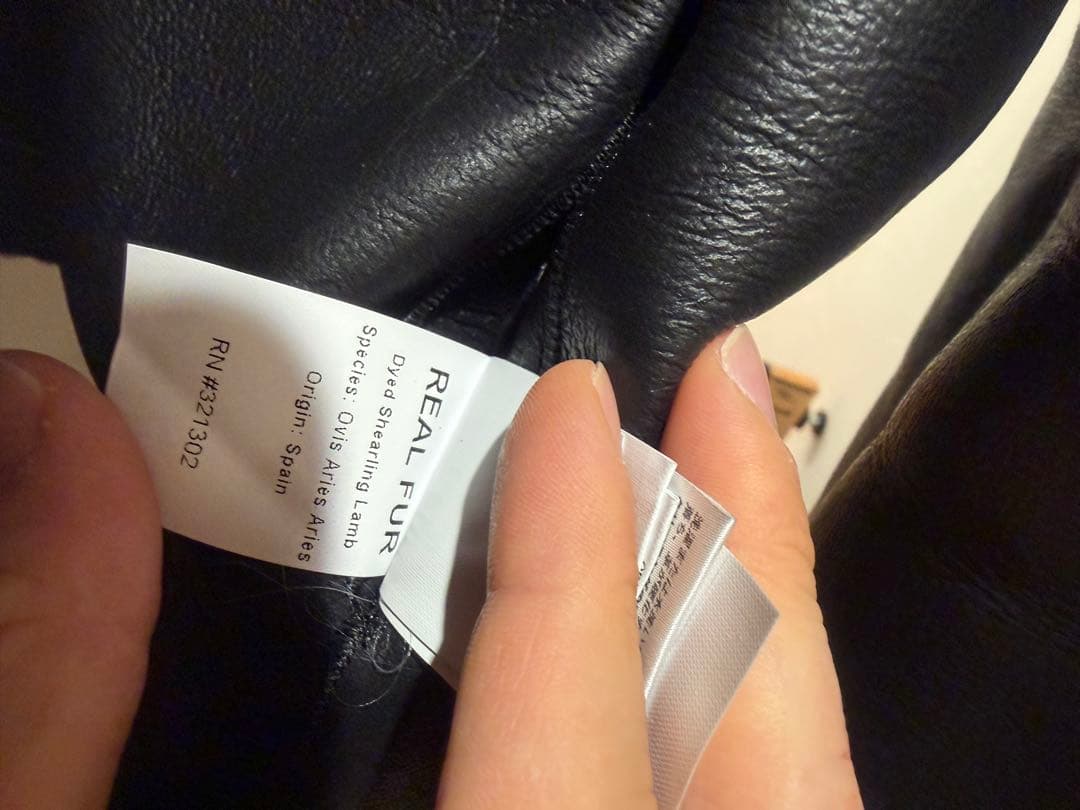 REAL FUR
Dyed Shearling Lamb
Species: Ovis Aries Aries
Origin: Spain
RN #321302